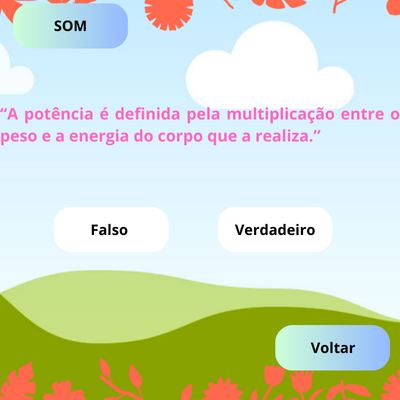 SOM
“A potência é definida pela multiplicação entre o
peso e a energia do corpo que a realiza.”
Falso
Verdadeiro
Voltar